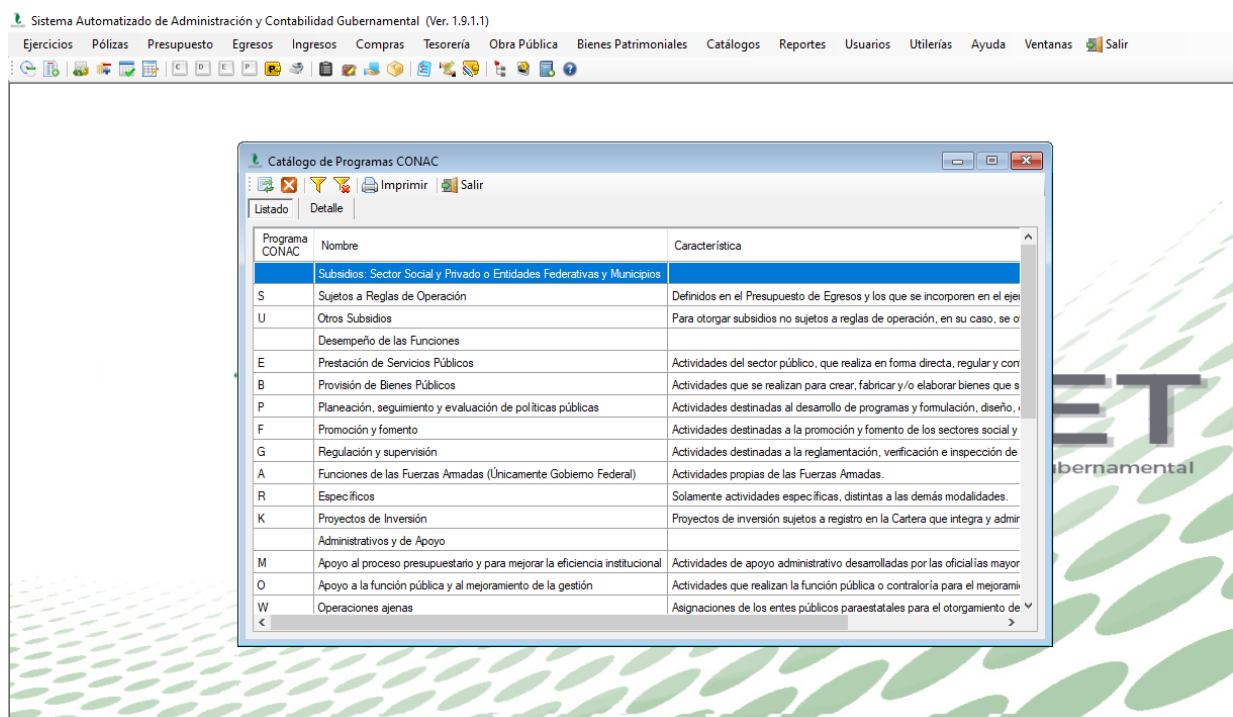 Sistema Automatizado de Administración y Contabilidad Gubernamental (Ver. 1.9.1.1)
Ejercicios Pólizas Presupuesto Egresos Ingresos Compras Tesorería Obra Pública Bienes Patrimoniales Catálogos Reportes Usuarios Utilerías Ayuda Ventanas Salir
C D E P P
Catálogo de Programas CONAC
Imprimir Salir
Listado Detalle
Programa CONAC Nombre Característica
Subsidios: Sector Social y Privado o Entidades Federativas y Municipios
S Sujetos a Reglas de Operación Definidos en el Presupuesto de Egresos y los que se incorporen en el ejer
U Otros Subsidios Para otorgar subsidios no sujetos a reglas de operación, en su caso, se o
Desempeño de las Funciones
E Prestación de Servicios Públicos Actividades del sector público, que realiza en forma directa, regular y con
B Provisión de Bienes Públicos Actividades que se realizan para crear, fabricar y/o elaborar bienes que s
P Planeación, seguimiento y evaluación de políticas públicas Actividades destinadas al desarrollo de programas y formulación, diseño,
F Promoción y fomento Actividades destinadas a la promoción y fomento de los sectores social y
G Regulación y supervisión Actividades destinadas a la reglamentación, verificación e inspección de
A Funciones de las Fuerzas Armadas (Únicamente Gobierno Federal) Actividades propias de las Fuerzas Armadas.
R Específicos Solamente actividades específicas, distintas a las demás modalidades.
K Proyectos de Inversión Proyectos de inversión sujetos a registro en la Cartera que integra y admir
Administrativos y de Apoyo
M Apoyo al proceso presupuestario y para mejorar la eficiencia institucional Actividades de apoyo administrativo desarrolladas por las oficialías mayor
O Apoyo a la función pública y al mejoramiento de la gestión Actividades que realizan la función pública o contraloría para el mejorami
W Operaciones ajenas Asignaciones de los entes públicos paraestatales para el otorgamiento de
ET
bernamental